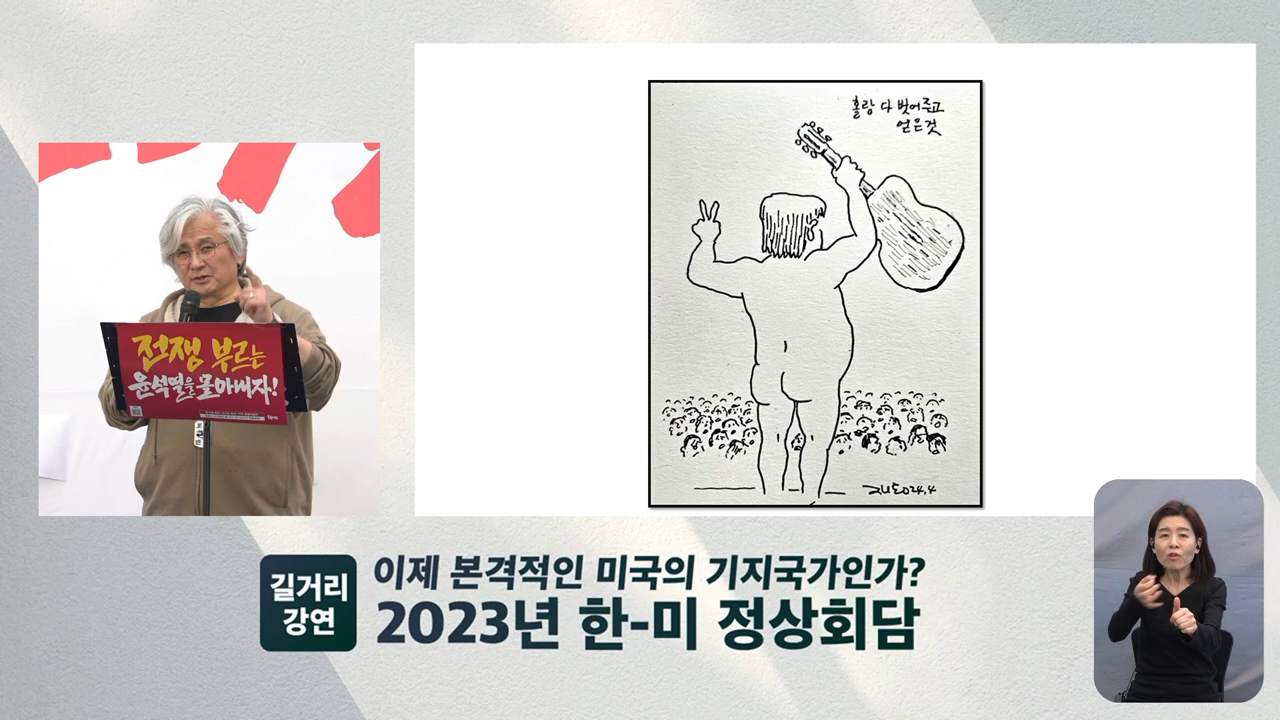 홀랑 다 벗어주고
얻은것
전쟁 부르는
윤석열을 몰아내자!
길거리
강연
이제 본격적인 미국의 기지국가인가?
2023년 한-미 정상회담